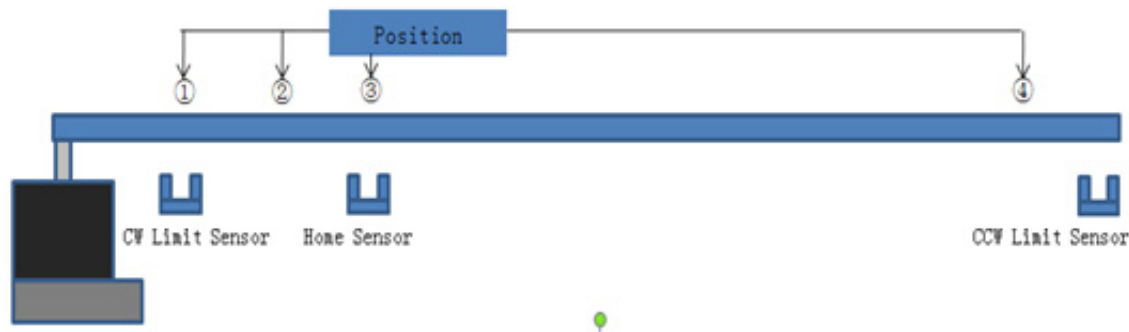 Position
① ② ③ ④
CW Limit Sensor Home Sensor CCW Limit Sensor